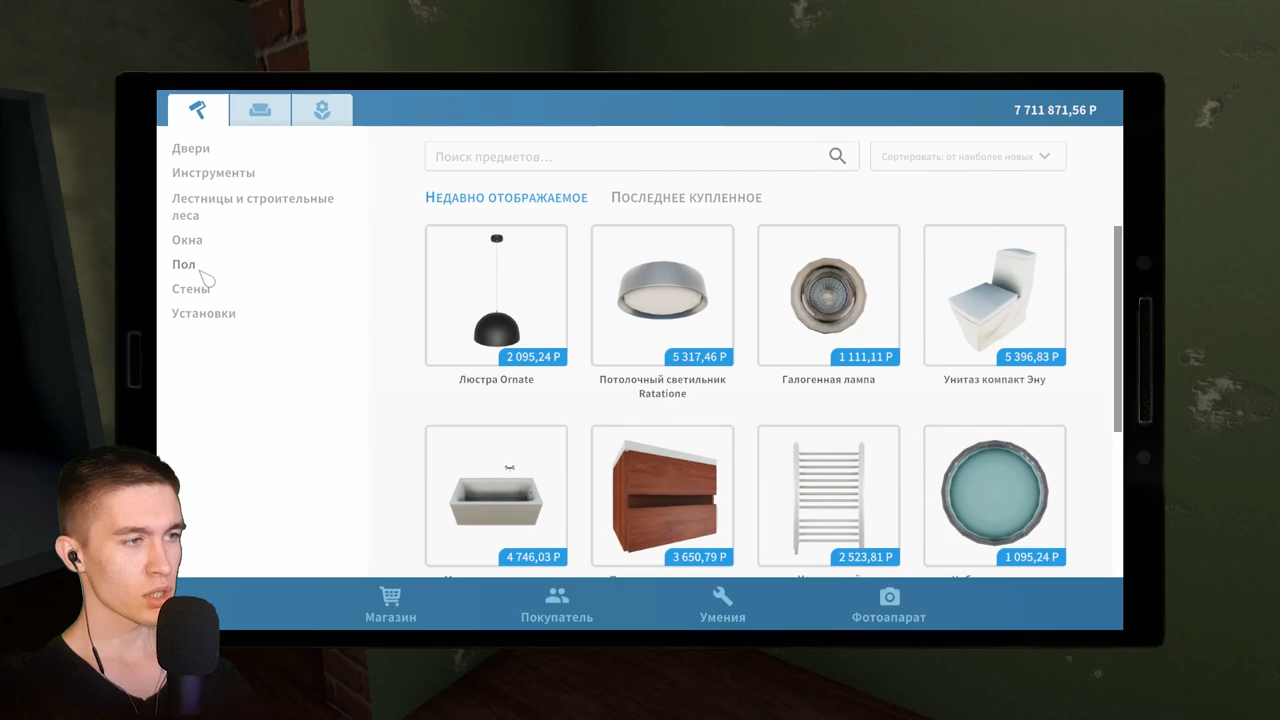 7 711 871,56 Р
Двери
Инструменты
Лестницы и строительные
леса
Окна
Пол
Стены
Установки
Поиск предметов...
Сортировать: от наиболее новых
Недавно отображаемое
Последнее купленное
2 095,24 Р
5 317,46 Р
1 111,11 Р
5 396,83 Р
Люстра Ornate
Потолочный светильник
Ratatione
Галогенная лампа
Унитаз компакт Эну
4 746,03 Р
3 650,79 Р
2 523,81 Р
1 095,24 Р
Магазин
Покупатель
Умения
Фотоапарат